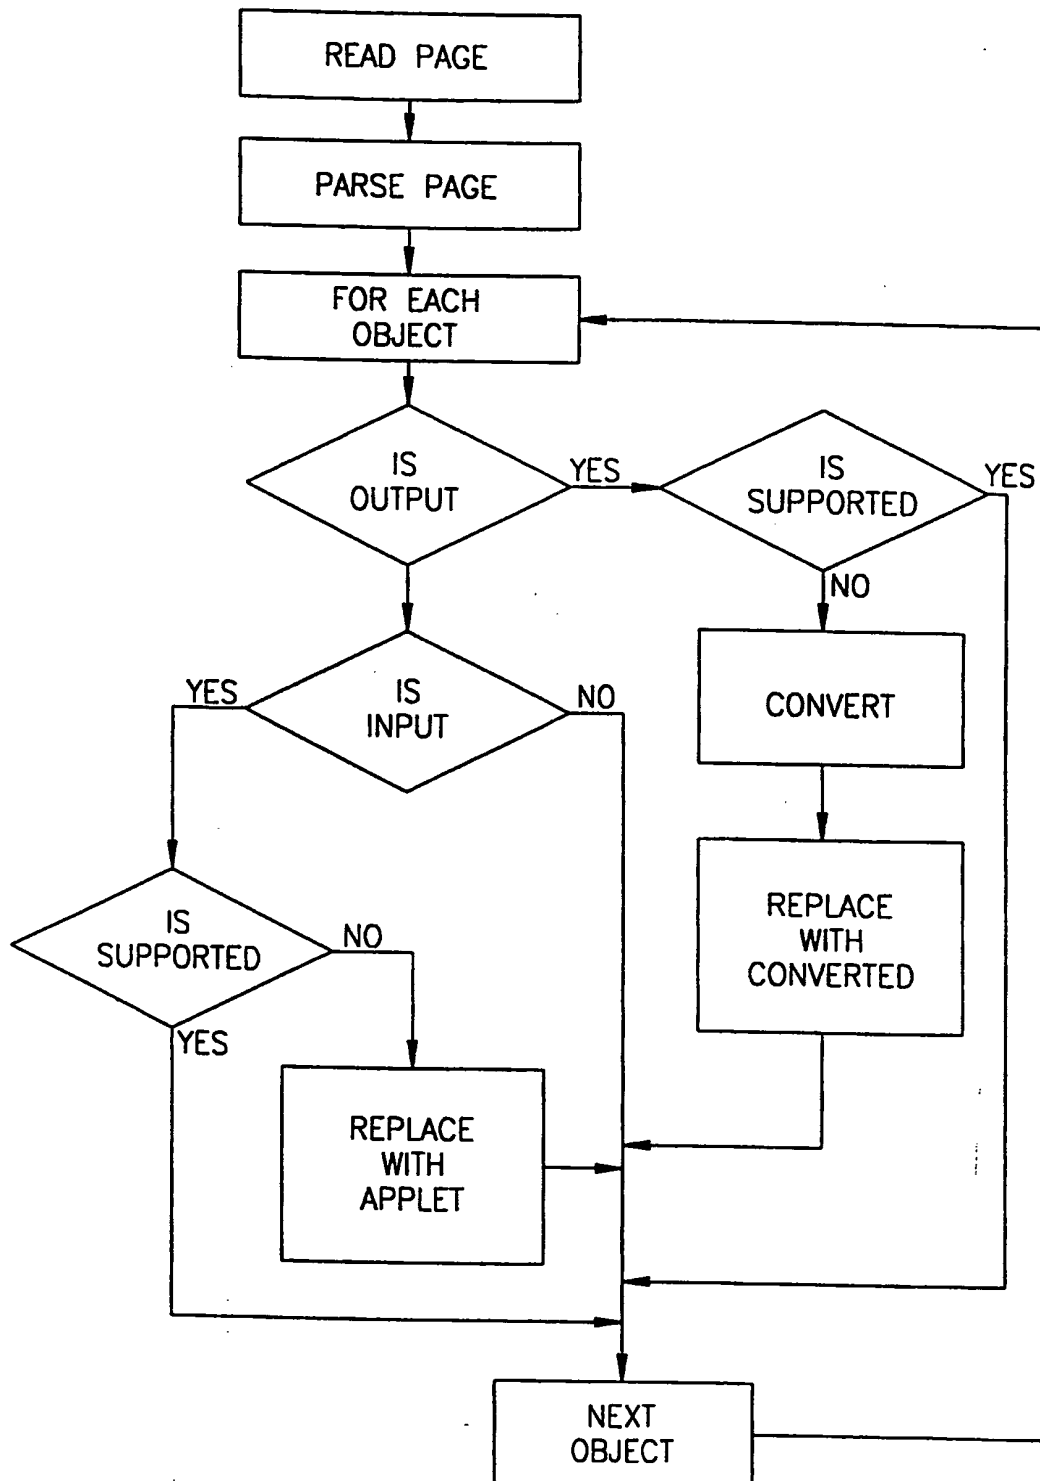 READ PAGE
PARSE PAGE
FOR EACH
OBJECT
IS
OUTPUT
YES
IS
SUPPORTED
YES
NO
IS
INPUT
YES
NO
CONVERT
REPLACE
WITH
CONVERTED
IS
SUPPORTED
NO
YES
REPLACE
WITH
APPLET
NEXT
OBJECT